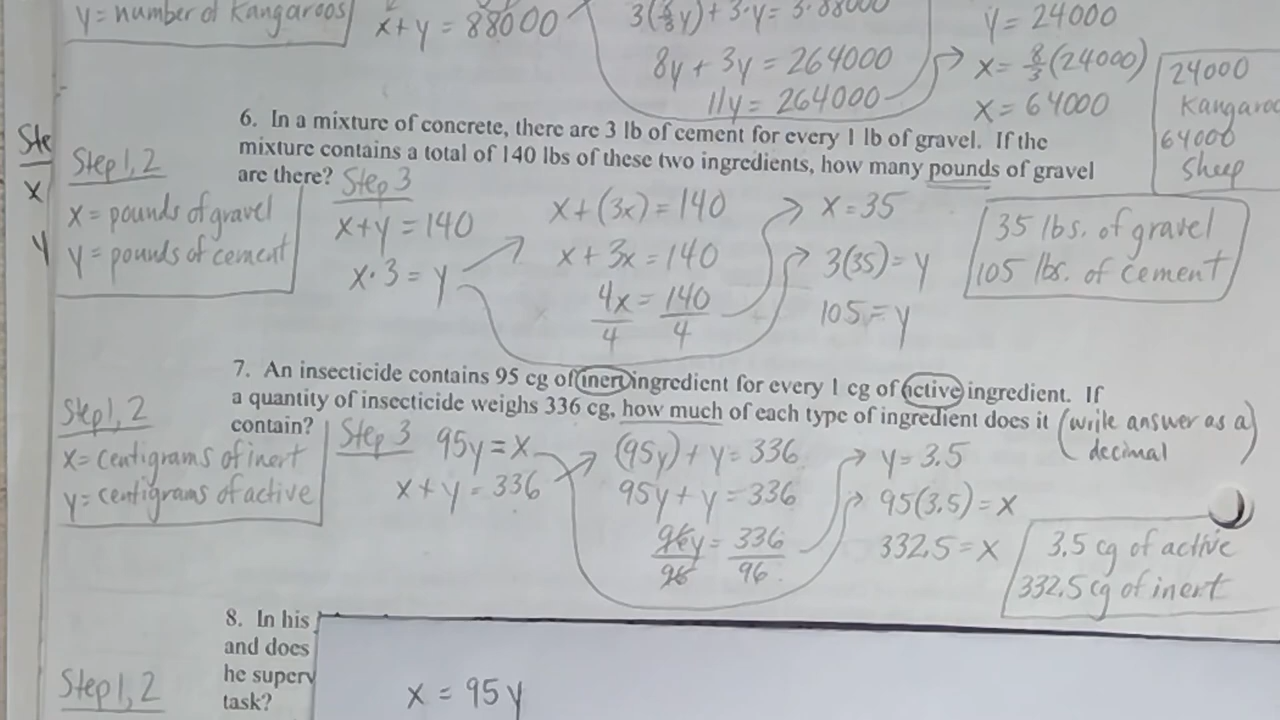 y = number of Kangaroos
x+y = 88000
8y + 3y = 264000
11y = 264000
y = 24000
x = 8/3 (24000)
x = 64000
24000
64000
Sheep
6. In a mixture of concrete, there are 3 lb of cement for every 1 lb of gravel. If the
mixture contains a total of 140 lbs of these two ingredients, how many pounds of gravel
are there?
Step 1, 2
x = pounds of gravel
y = pounds of cement
Step 3
x+y = 140
x·3 = y
x+(3x) = 140
x + 3x = 140
4x = 140
4 4
x = 35
3(35) = y
105 = y
35 lbs. of gravel
105 lbs. of cement
7. An insecticide contains 95 cg of inert ingredient for every 1 cg of active ingredient. If
a quantity of insecticide weighs 336 cg, how much of each type of ingredient does it
contain?
(write answer as a
decimal)
Step 1, 2
x = centigrams of inert
y = centigrams of active
Step 3
95y = x
x + y = 336
(95y) + y = 336
95y + y = 336
96y = 336
96 96
y = 3.5
95(3.5) = x
332.5 = x
3.5 cg of active
332.5 cg of inert
8. In his
and does
he superv
task?
Step 1, 2
x = 95y